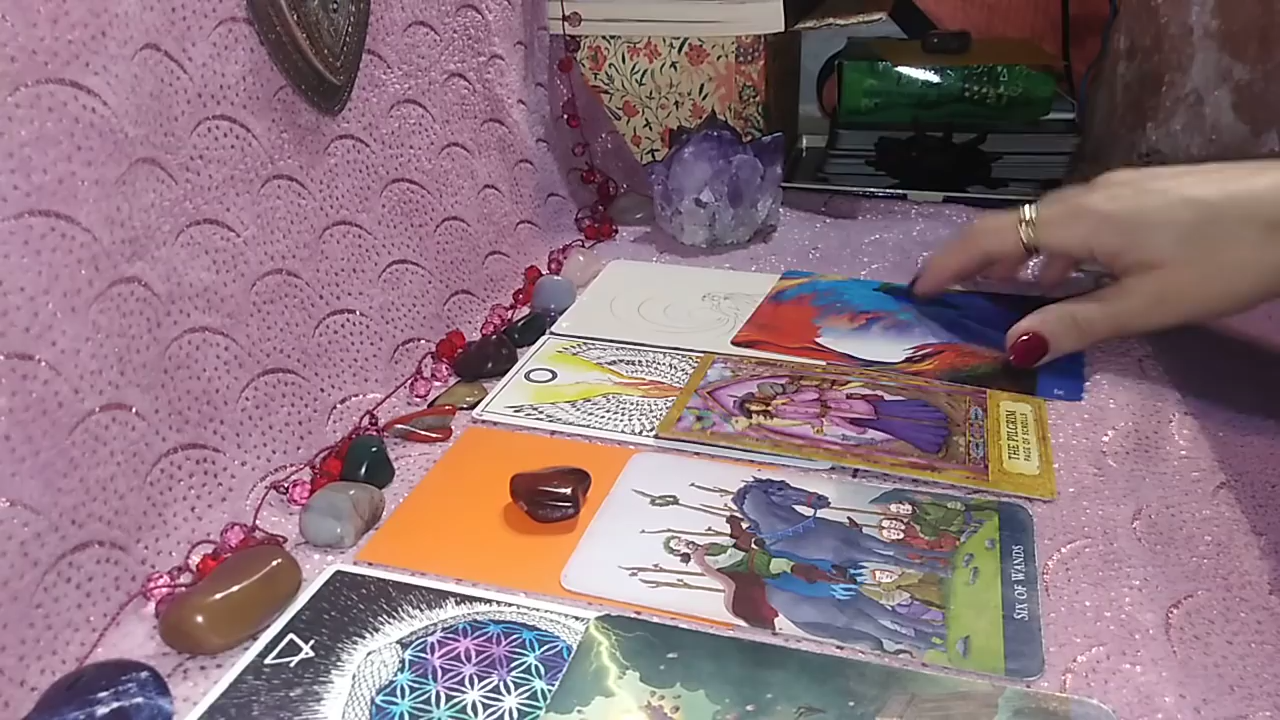 THE PILGRIM
PAGE OF SCROLLS
SIX OF WANDS